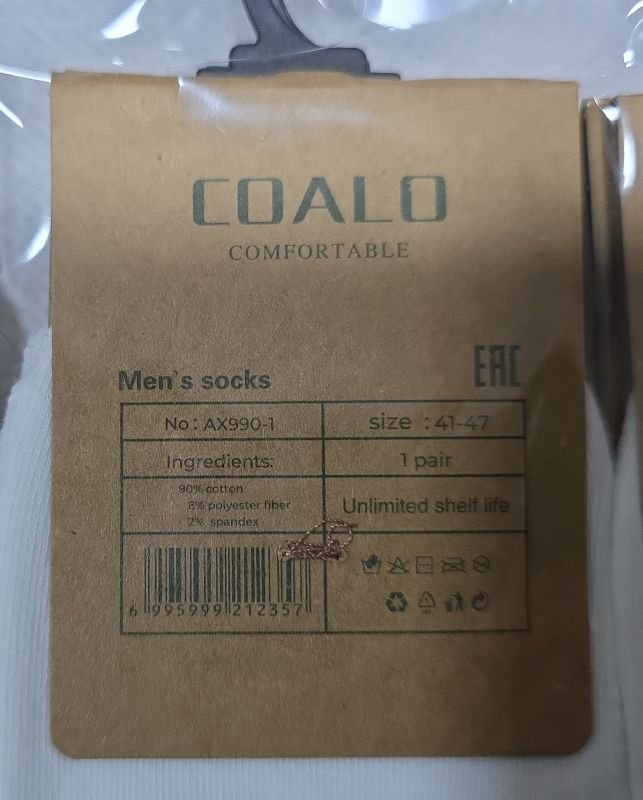 COALO
COMFORTABLE
EAC
Men`s socks
No: AX990-1
size : 41-47
Ingredients:
1 pair
90% cotton
8% polyester fiber
2% spandex
Unlimited shelf life
6 995999 212357